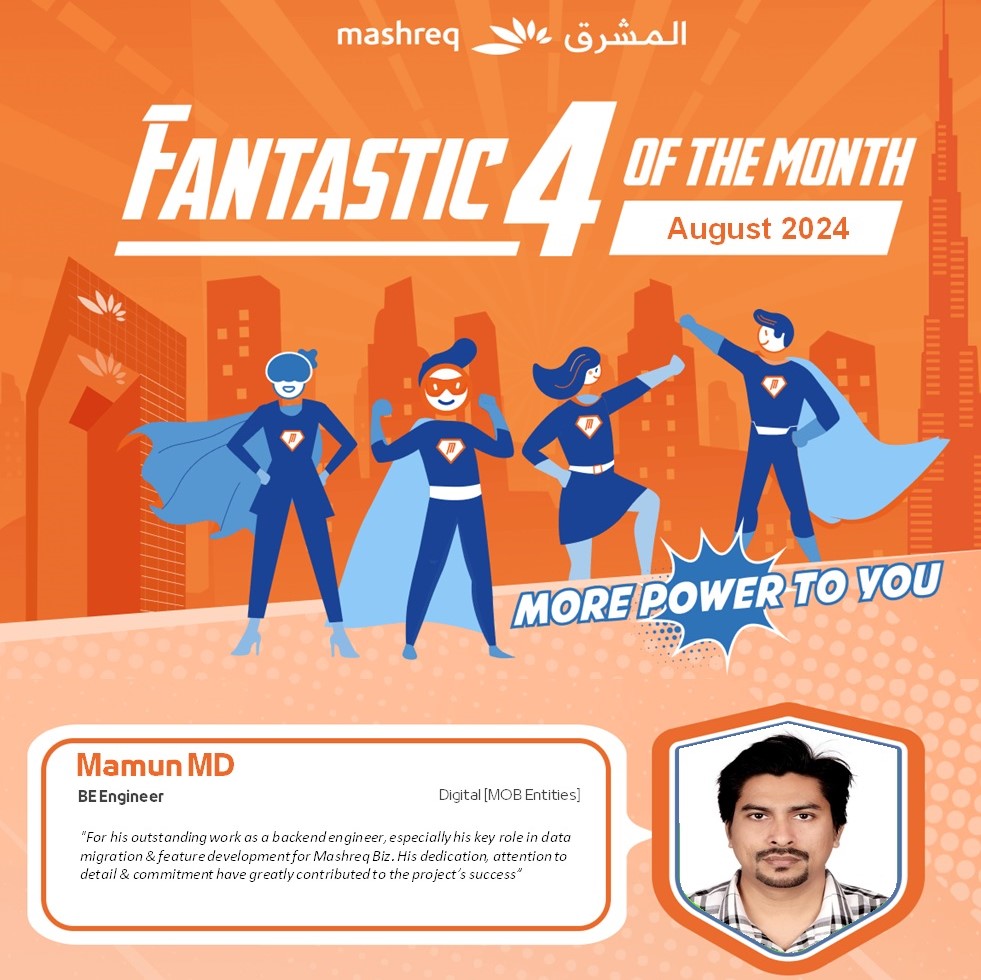 mashreq المشرق
FANTASTIC 4 OF THE MONTH
August 2024
MORE POWER TO YOU
Mamun MD
BE Engineer
Digital [MOB Entities]
"For his outstanding work as a backend engineer, especially his key role in data
migration & feature development for Mashreq Biz. His dedication, attention to
detail & commitment have greatly contributed to the project's success"